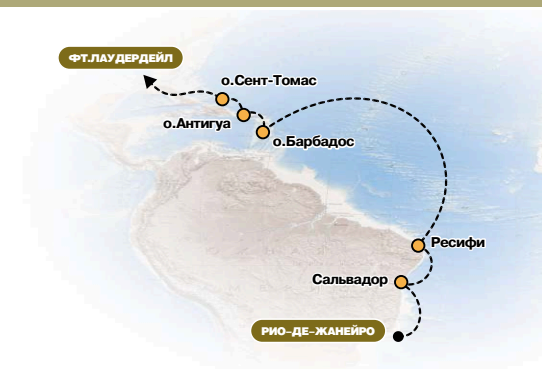 ФТ.ЛАУДЕРДЕЙЛ
о.Сент-Томас
о.Антигуа
о.Барбадос
Ресифи
Сальвадор
РИО-ДЕ-ЖАНЕЙРО